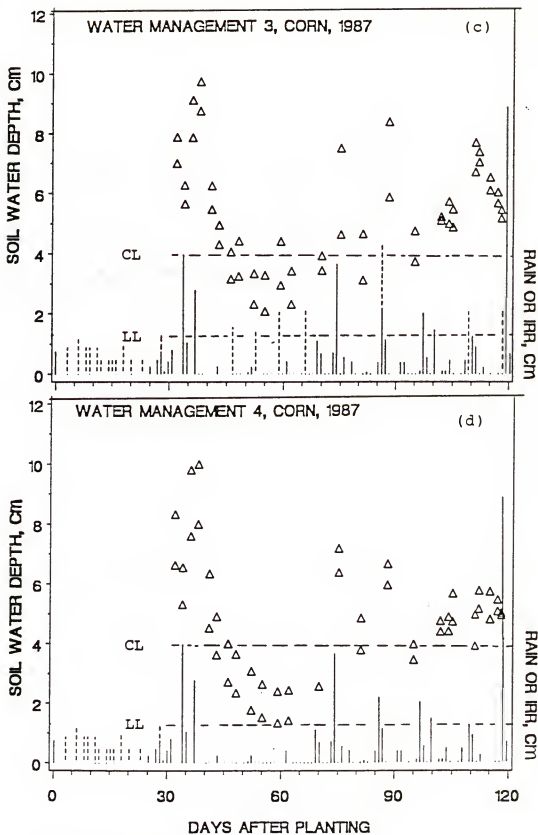 WATER MANAGEMENT 3, CORN, 1987 (c)
12
10
8
6
4
2
0
SOIL WATER DEPTH, cm
CL
LL
RAIN OR IRR, cm
WATER MANAGEMENT 4, CORN, 1987 (d)
12
10
8
6
4
2
0
SOIL WATER DEPTH, cm
CL
LL
RAIN OR IRR, cm
0 30 60 90 120
DAYS AFTER PLANTING